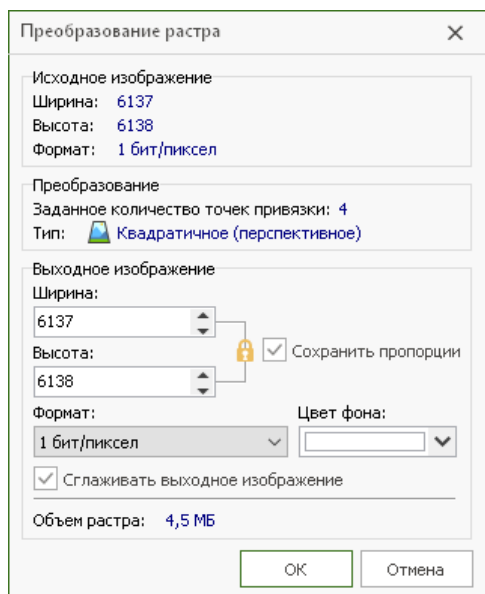 Преобразование растра
Исходное изображение
Ширина: 6137
Высота: 6138
Формат: 1 бит/пиксел
Преобразование
Заданное количество точек привязки: 4
Тип: Квадратичное (перспективное)
Выходное изображение
Ширина:
6137
Высота:
6138
Сохранить пропорции
Формат: Цвет фона:
1 бит/пиксел
Сглаживать выходное изображение
Объем растра: 4,5 МБ
ОК Отмена